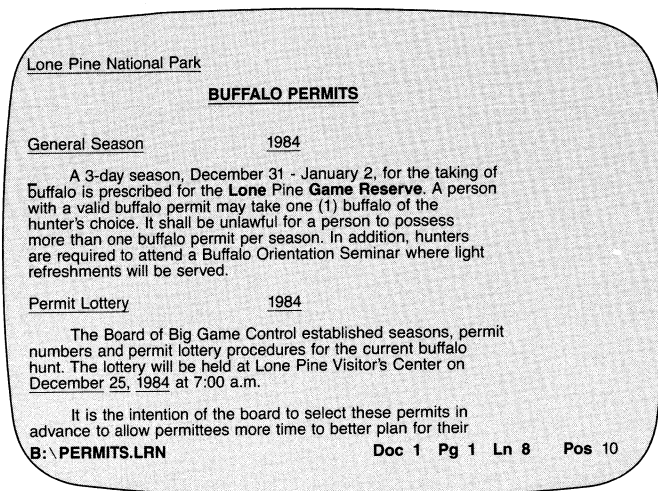 Lone Pine National Park
BUFFALO PERMITS
General Season 1984
A 3-day season, December 31 - January 2, for the taking of
buffalo is prescribed for the Lone Pine Game Reserve. A person
with a valid buffalo permit may take one (1) buffalo of the
hunter's choice. It shall be unlawful for a person to possess
more than one buffalo permit per season. In addition, hunters
are required to attend a Buffalo Orientation Seminar where light
refreshments will be served.
Permit Lottery 1984
The Board of Big Game Control established seasons, permit
numbers and permit lottery procedures for the current buffalo
hunt. The lottery will be held at Lone Pine Visitor's Center on
December 25, 1984 at 7:00 a.m.
It is the intention of the board to select these permits in
advance to allow permittees more time to better plan for their
B:\PERMITS.LRN Doc 1 Pg 1 Ln 8 Pos 10